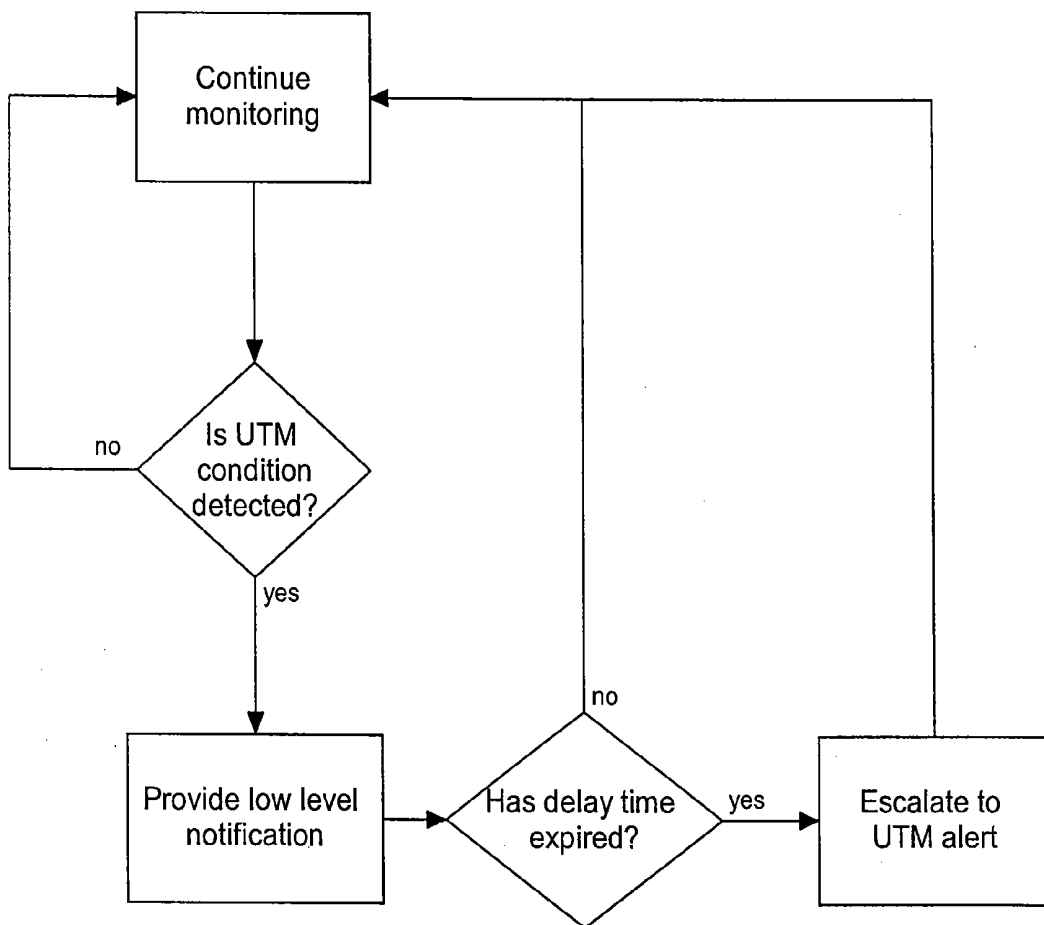 Continue
monitoring
no
Is UTM
condition
detected?
yes
no
Provide low level
notification
Has delay time
expired?
yes
Escalate to
UTM alert